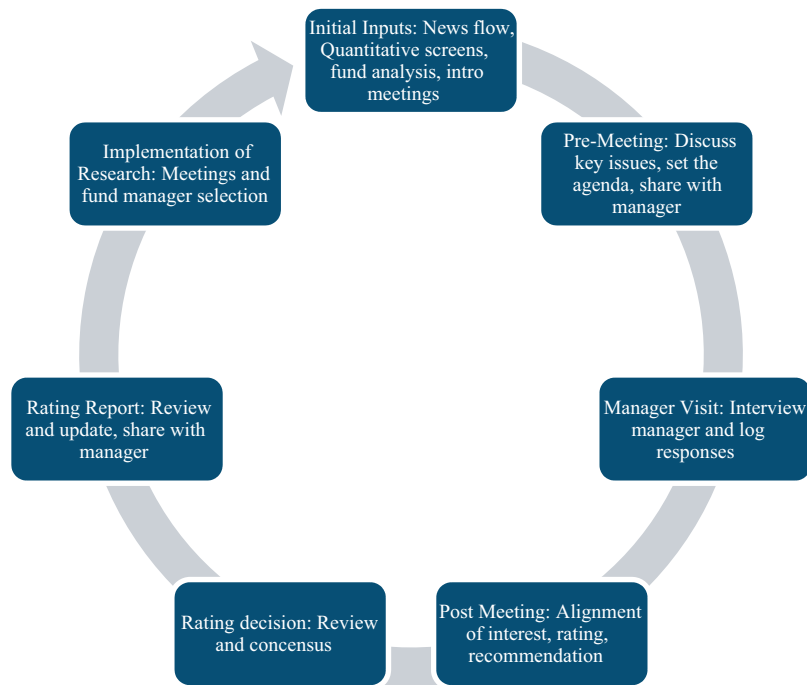 Initial Inputs: News flow,
Quantitative screens,
fund analysis, intro
meetings
Pre-Meeting: Discuss
key issues, set the
agenda, share with
manager
Manager Visit: Interview
manager and log
responses
Post Meeting: Alignment
of interest, rating,
recommendation
Rating decision: Review
and concensus
Rating Report: Review
and update, share with
manager
Implementation of
Research: Meetings and
fund manager selection